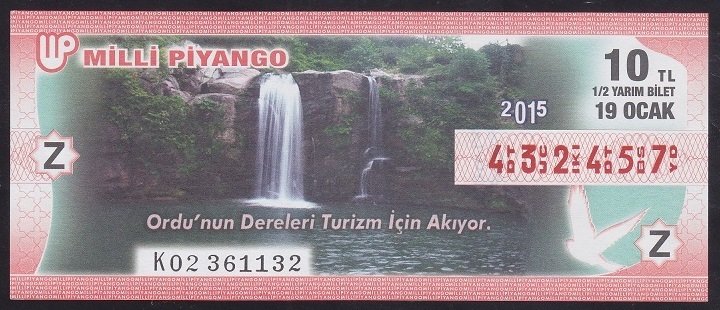 MİLLİ PİYANGO
10 TL
1/2 YARIM BİLET
19 OCAK
2015
4 3 2 4 5 7
Z
Ordu'nun Dereleri Turizm İçin Akıyor.
Z
K02 361132